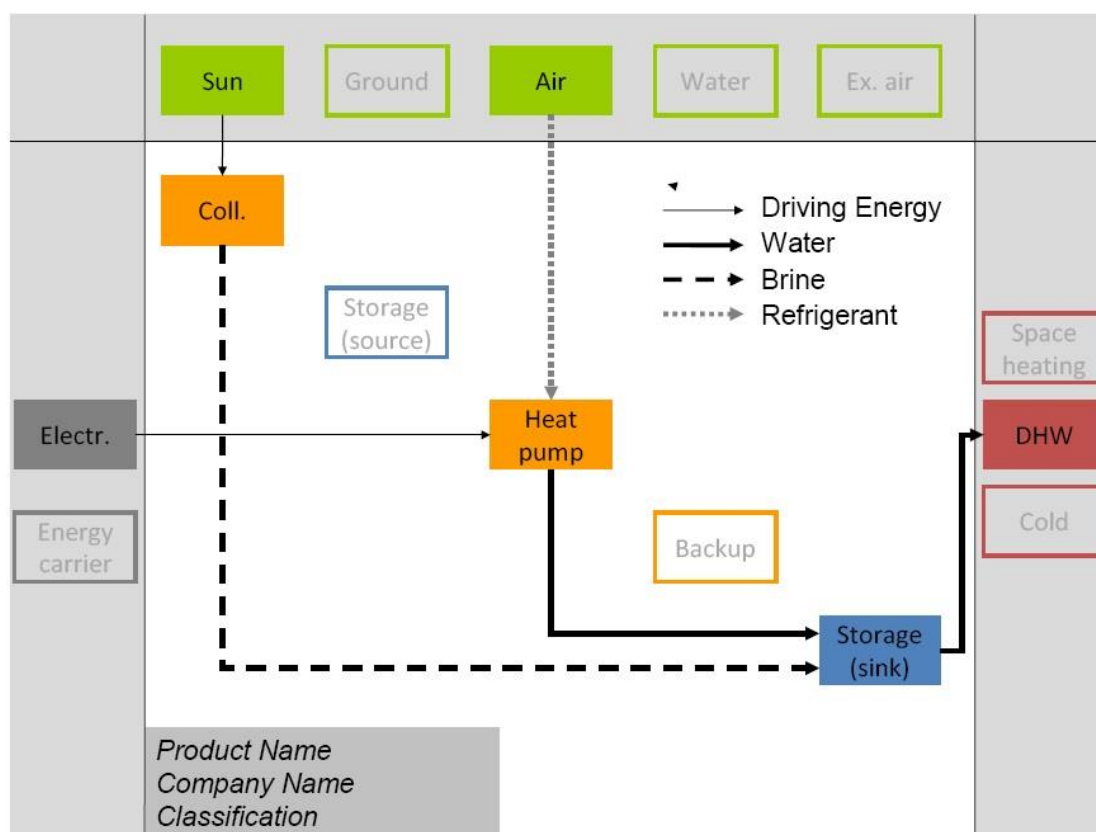 Sun
Ground
Air
Water
Ex. air
Coll.
Driving Energy
Water
Brine
Refrigerant
Storage
(source)
Space
heating
Electr.
Heat
pump
DHW
Energy
carrier
Backup
Cold
Storage
(sink)
Product Name
Company Name
Classification